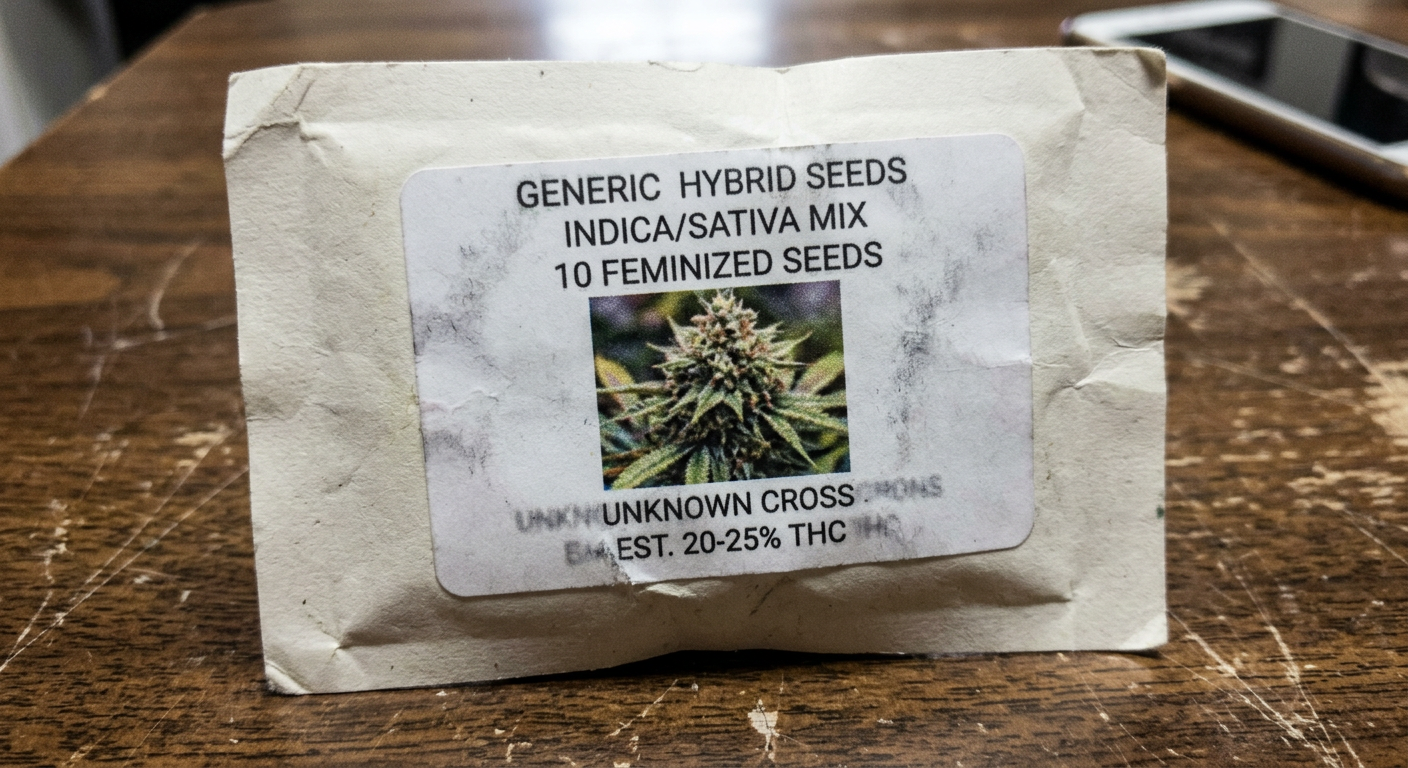 GENERIC HYBRID SEEDS
INDICA/SATIVA MIX
10 FEMINIZED SEEDS
UNKNOWN CROSS
EST. 20-25% THC